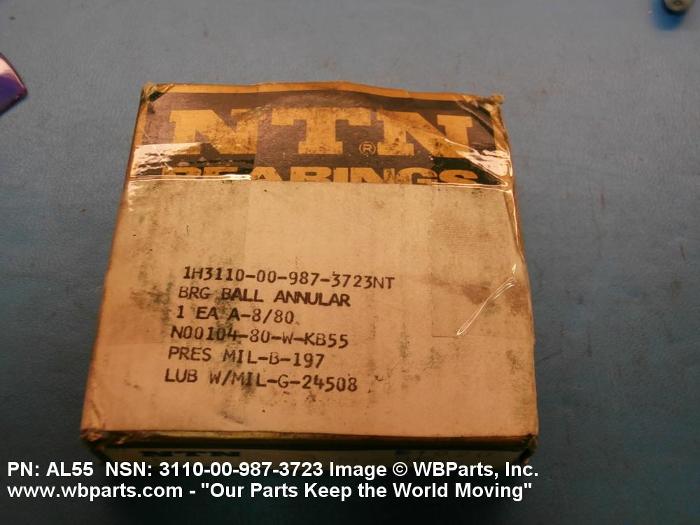 NTN®
BEARINGS
1H3110-00-987-3723NT
BRG BALL ANNULAR
1 EA A-8/80
N00104-80-W-KB55
PRES MIL-B-197
LUB W/MIL-G-24508
NTN
PN: AL55 NSN: 3110-00-987-3723 Image © WBParts, Inc.
www.wbparts.com - "Our Parts Keep the World Moving"